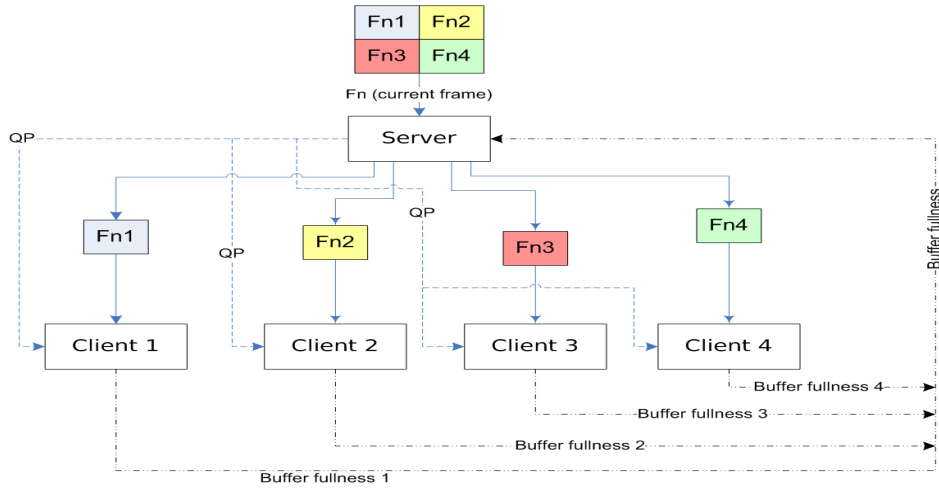 Fn1 Fn2
Fn3 Fn4
Fn (current frame)
Server
QP
Fn1
Fn2
Fn3
Fn4
QP
QP
Buffer fullness
Client 1
Client 2
Client 3
Client 4
Buffer fullness 4
Buffer fullness 3
Buffer fullness 2
Buffer fullness 1